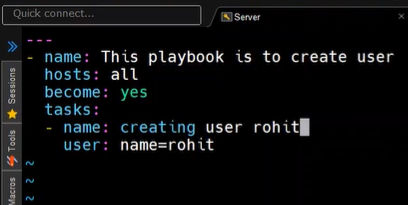 Quick connect...
Server
---
- name: This playbook is to create user
hosts: all
become: yes
tasks:
- name: creating user rohit
user: name=rohit
~
~
~
Sessions
Tools
Macros